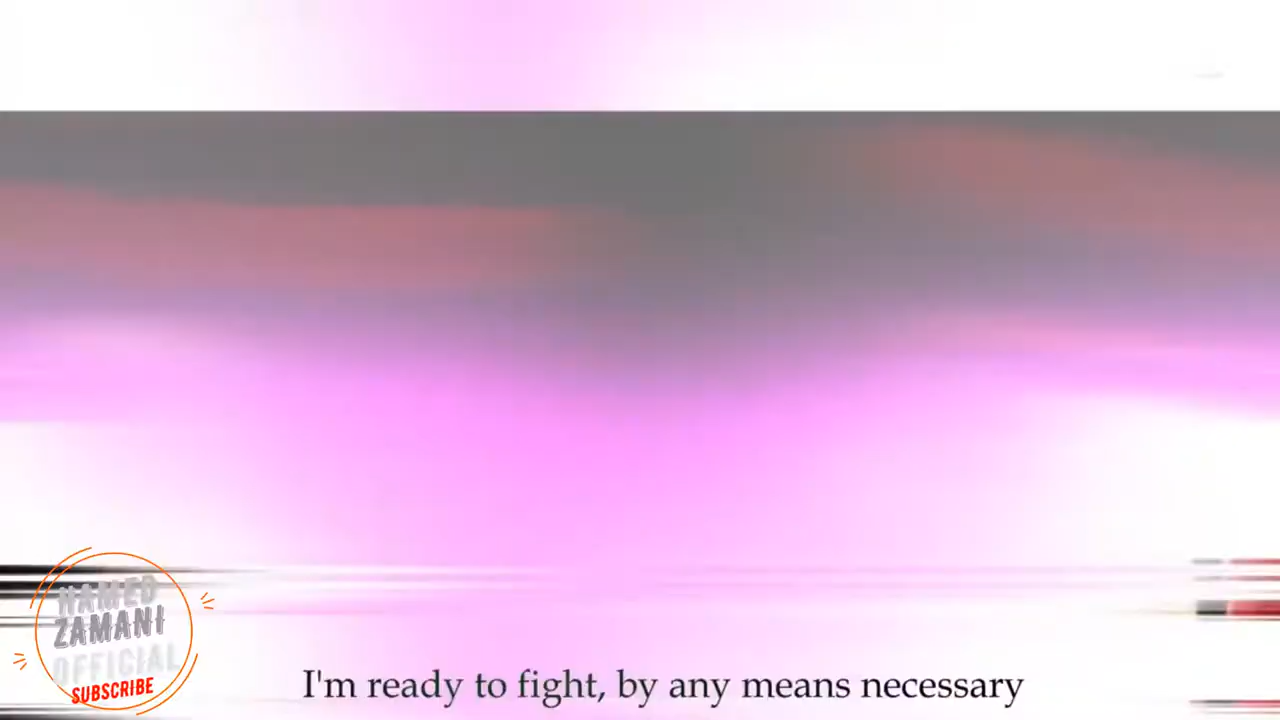 HAMED
ZAMANI
OFFICIAL
SUBSCRIBE
I'm ready to fight, by any means necessary